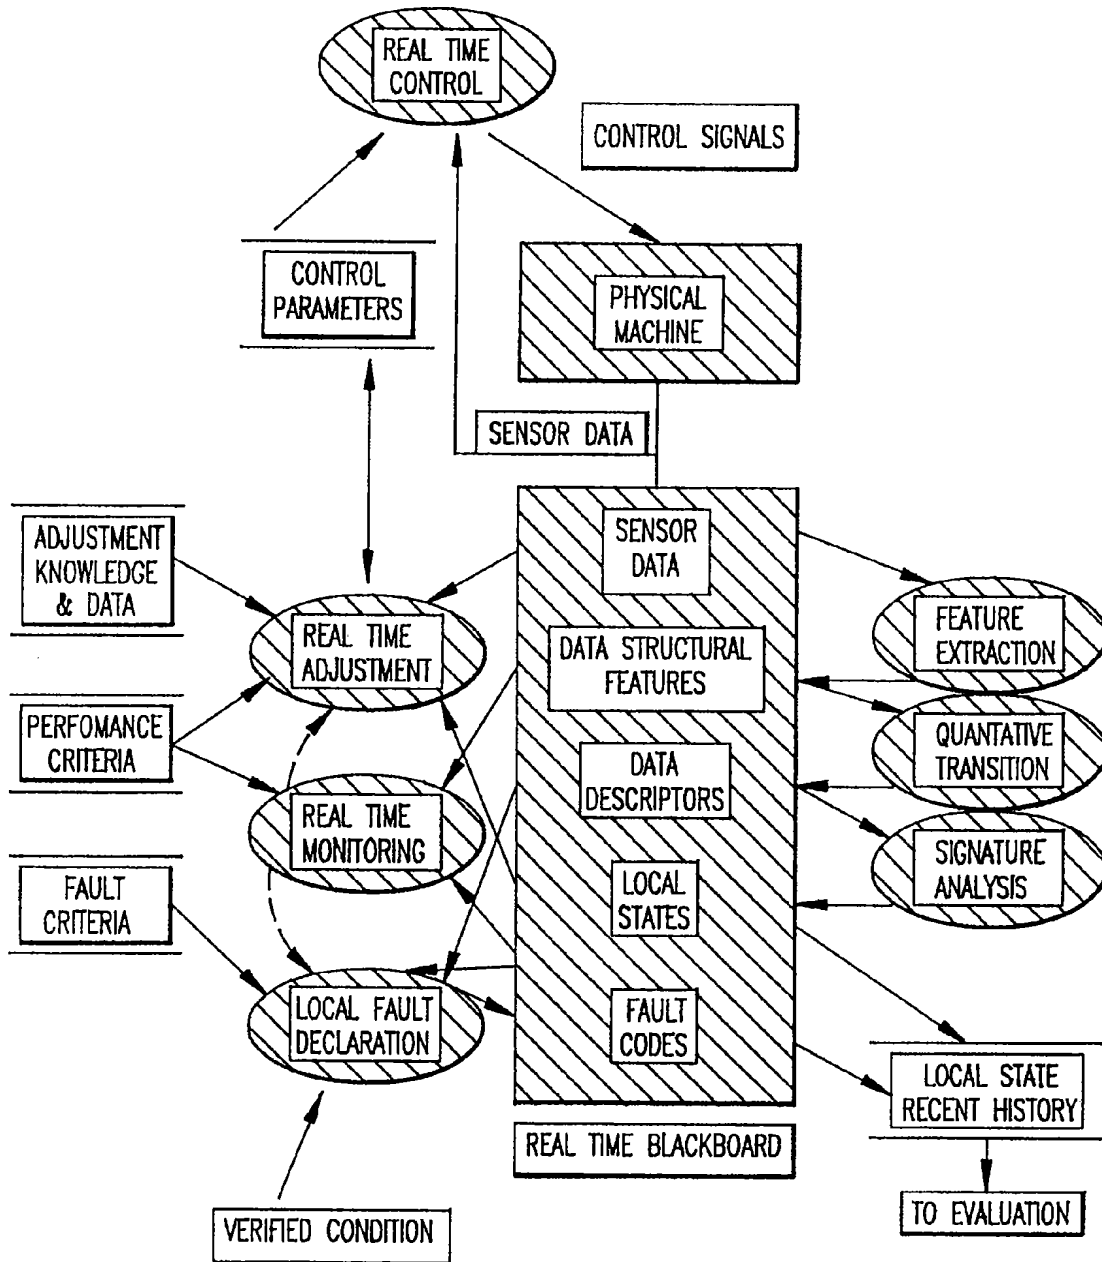 REAL TIME
CONTROL
CONTROL SIGNALS
CONTROL
PARAMETERS
PHYSICAL
MACHINE
SENSOR DATA
ADJUSTMENT
KNOWLEDGE
& DATA
SENSOR
DATA
REAL TIME
ADJUSTMENT
DATA STRUCTURAL
FEATURES
FEATURE
EXTRACTION
PERFOMANCE
CRITERIA
DATA
DESCRIPTORS
QUANTATIVE
TRANSITION
REAL TIME
MONITORING
FAULT
CRITERIA
LOCAL
STATES
SIGNATURE
ANALYSIS
LOCAL FAULT
DECLARATION
FAULT
CODES
LOCAL STATE
RECENT HISTORY
REAL TIME BLACKBOARD
VERIFIED CONDITION
TO EVALUATION